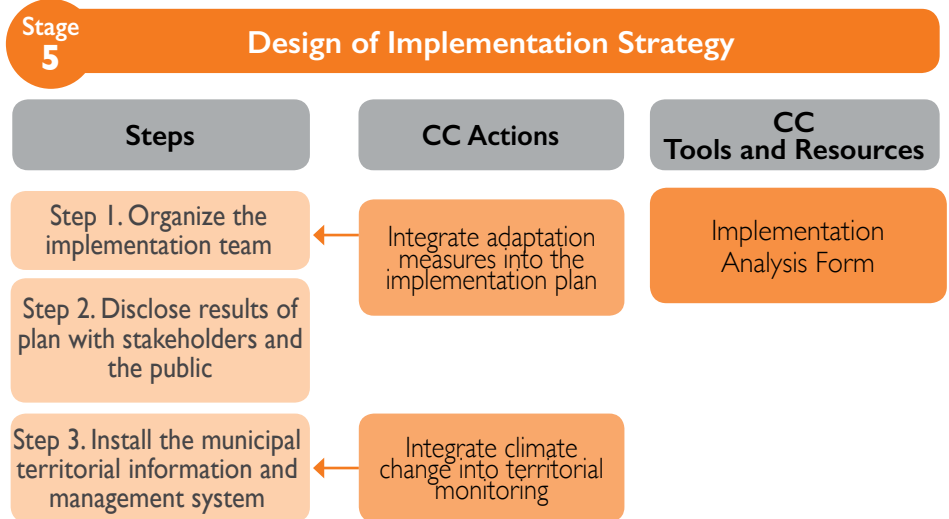 Stage
5
Design of Implementation Strategy
Steps
CC Actions
CC
Tools and Resources
Step 1. Organize the
implementation team
Integrate adaptation
measures into the
implementation plan
Implementation
Analysis Form
Step 2. Disclose results of
plan with stakeholders and
the public
Step 3. Install the municipal
territorial information and
management system
Integrate climate
change into territorial
monitoring